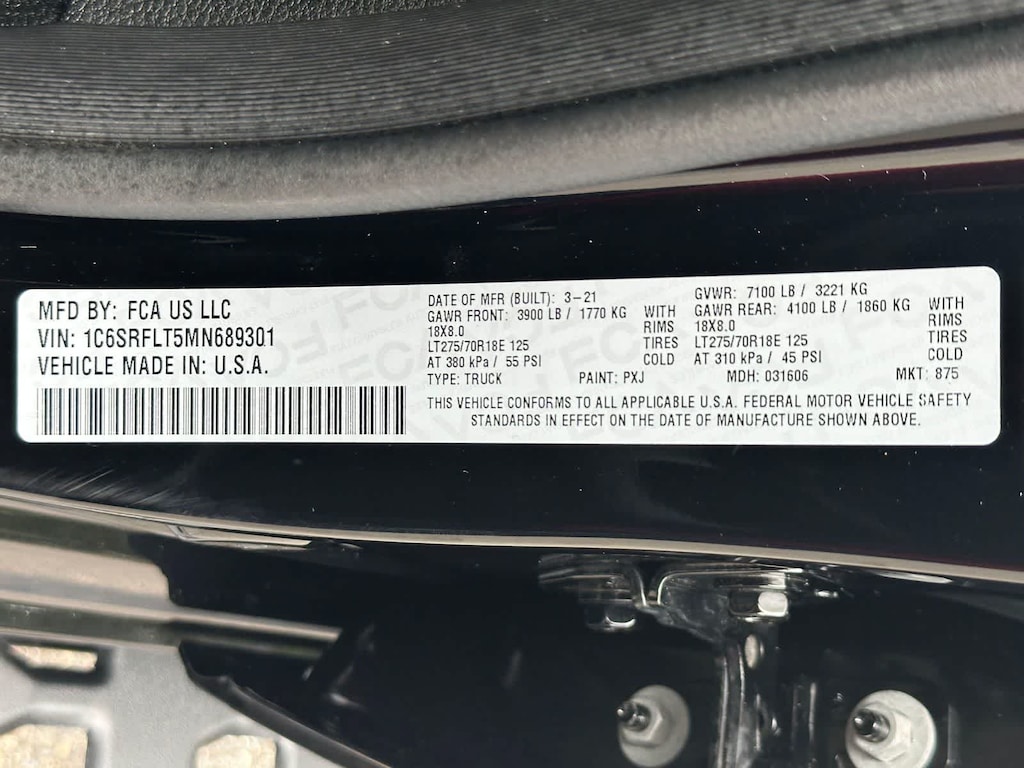 MFD BY: FCA US LLC
VIN: 1C6SRFLT5MN689301
VEHICLE MADE IN: U.S.A.
DATE OF MFR (BUILT): 3-21
GVWR: 7100 LB / 3221 KG
GAWR FRONT: 3900 LB / 1770 KG WITH
18X8.0 RIMS
LT275/70R18E 125 TIRES
AT 380 kPa / 55 PSI COLD
GAWR REAR: 4100 LB / 1860 KG WITH
18X8.0 RIMS
LT275/70R18E 125 TIRES
AT 310 kPa / 45 PSI COLD
TYPE: TRUCK PAINT: PXJ MDH: 031606 MKT: 875
THIS VEHICLE CONFORMS TO ALL APPLICABLE U.S.A. FEDERAL MOTOR VEHICLE SAFETY
STANDARDS IN EFFECT ON THE DATE OF MANUFACTURE SHOWN ABOVE.